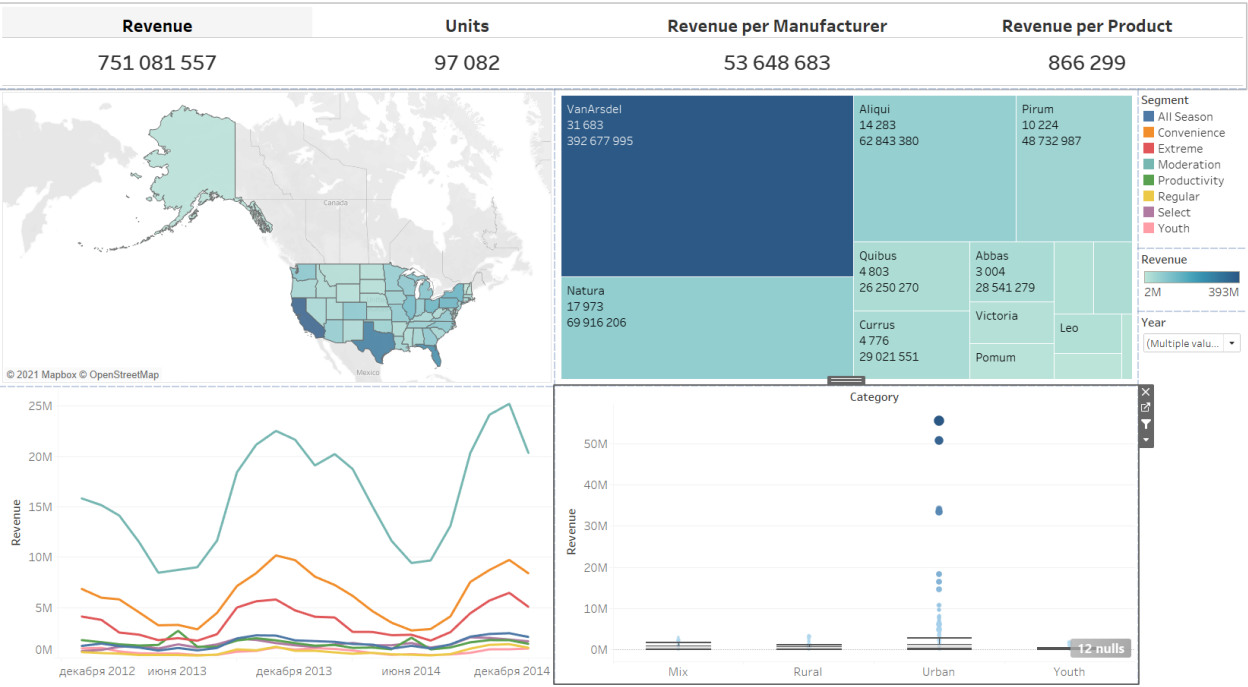 Revenue
Units
Revenue per Manufacturer
Revenue per Product
751 081 557
97 082
53 648 683
866 299
Canada
Mexico
© 2021 Mapbox © OpenStreetMap
VanArsdel
31 683
392 677 995
Natura
17 973
69 916 206
Aliqui
14 283
62 843 380
Pirum
10 224
48 732 987
Quibus
4 803
26 250 270
Currus
4 776
29 021 551
Abbas
3 004
28 541 279
Victoria
Pomum
Leo
Segment
All Season
Convenience
Extreme
Moderation
Productivity
Regular
Select
Youth
Revenue
2M
393M
Year
(Multiple valu...
Revenue
25M
20M
15M
10M
5M
0M
декабря 2012
июня 2013
декабря 2013
июня 2014
декабря 2014
Category
Revenue
50M
40M
30M
20M
10M
0M
Mix
Rural
Urban
Youth
12 nulls